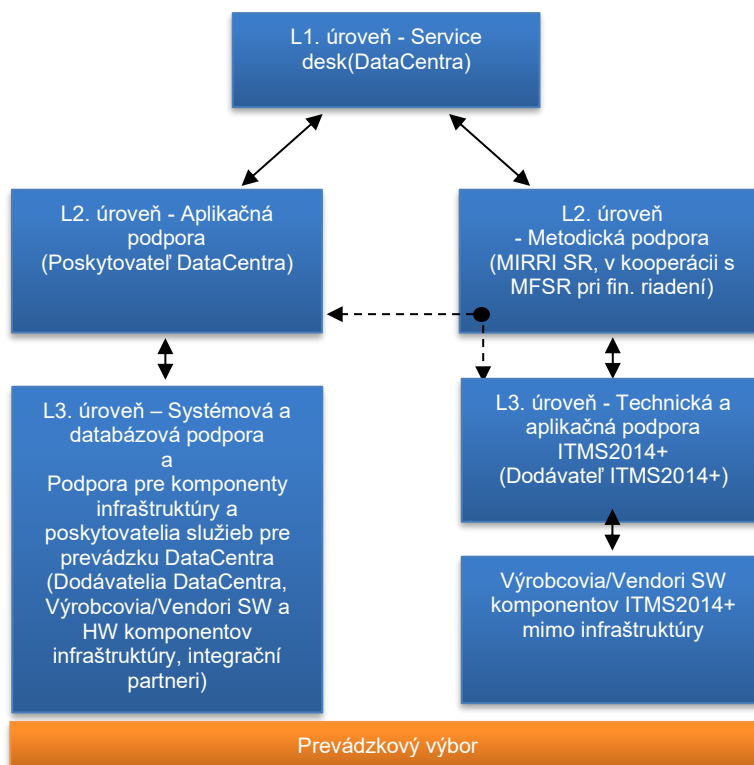 L1. úroveň - Service
desk(DataCentra)
L2. úroveň - Aplikačná
podpora
(Poskytovateľ DataCentra)
L2. úroveň
- Metodická podpora
(MIRRI SR, v kooperácii s
MFSR pri fin. riadení)
L3. úroveň – Systémová a
databázová podpora
a
Podpora pre komponenty
infraštruktúry a
poskytovatelia služieb pre
prevádzku DataCentra
(Dodávatelia DataCentra,
Výrobcovia/Vendori SW a
HW komponentov
infraštruktúry, integrační
partneri)
L3. úroveň - Technická a
aplikačná podpora
ITMS2014+
(Dodávateľ ITMS2014+)
Výrobcovia/Vendori SW
komponentov ITMS2014+
mimo infraštruktúry
Prevádzkový výbor